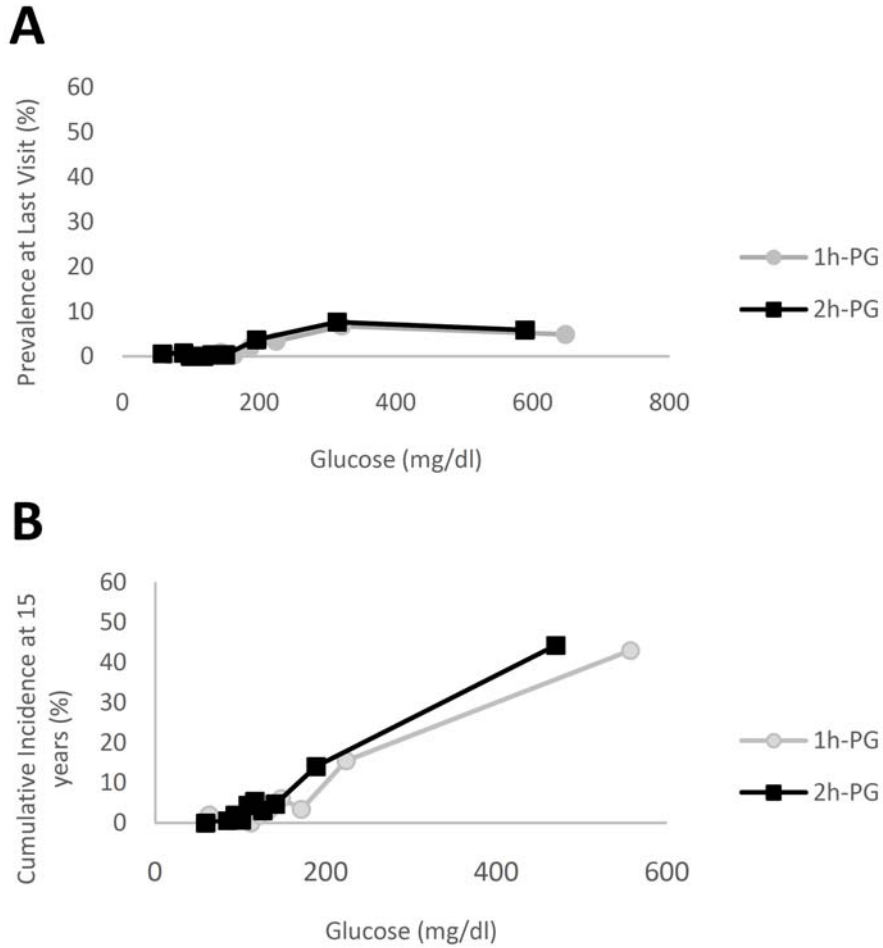 A
Prevalence at Last Visit (%)
60
50
40
30
20
10
0
0 200 400 600 800
Glucose (mg/dl)
1h-PG
2h-PG
B
Cumulative Incidence at 15
years (%)
60
50
40
30
20
10
0
0 200 400 600
Glucose (mg/dl)
1h-PG
2h-PG